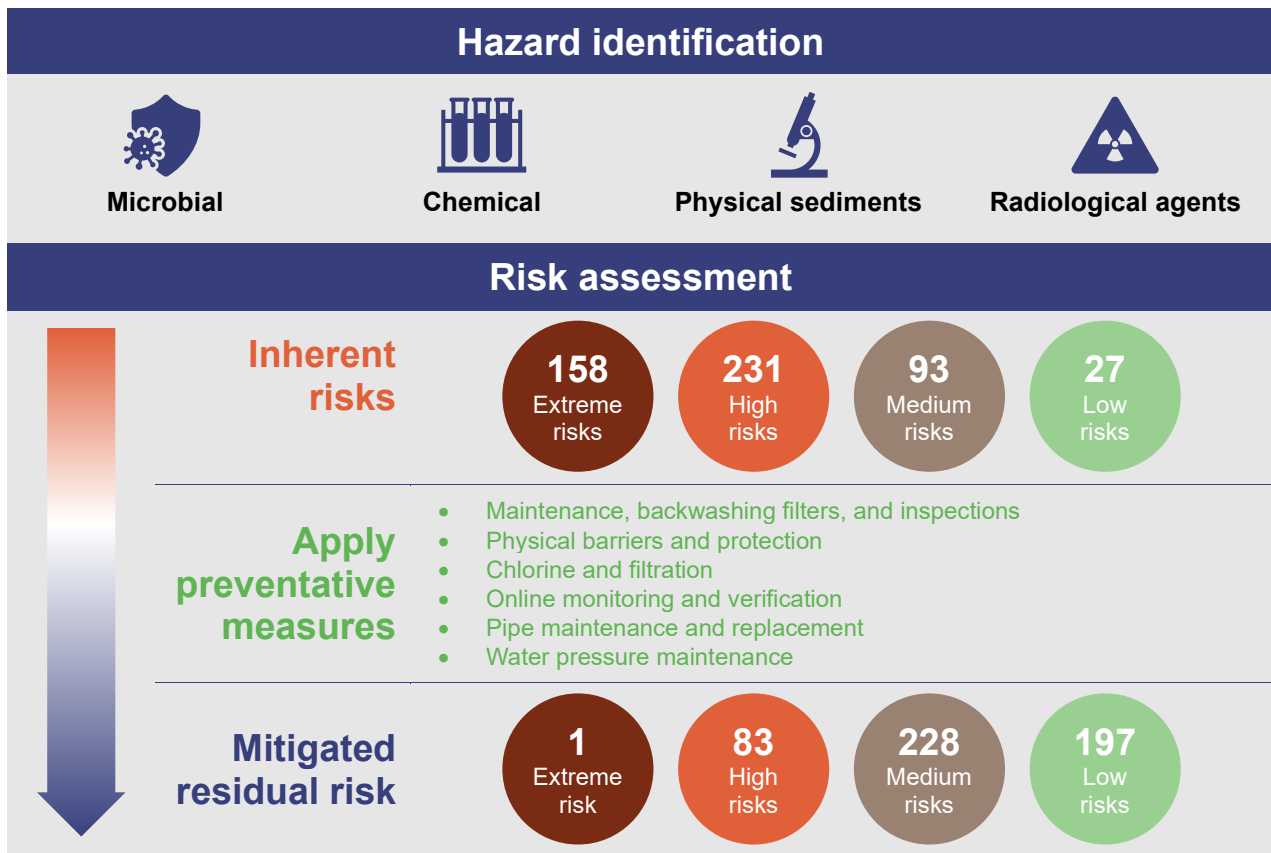 Hazard identification
Microbial
Chemical
Physical sediments
Radiological agents
Risk assessment
Inherent
risks
158
Extreme
risks
231
High
risks
93
Medium
risks
27
Low
risks
Apply
preventative
measures
• Maintenance, backwashing filters, and inspections
• Physical barriers and protection
• Chlorine and filtration
• Online monitoring and verification
• Pipe maintenance and replacement
• Water pressure maintenance
Mitigated
residual risk
1
Extreme
risk
83
High
risks
228
Medium
risks
197
Low
risks